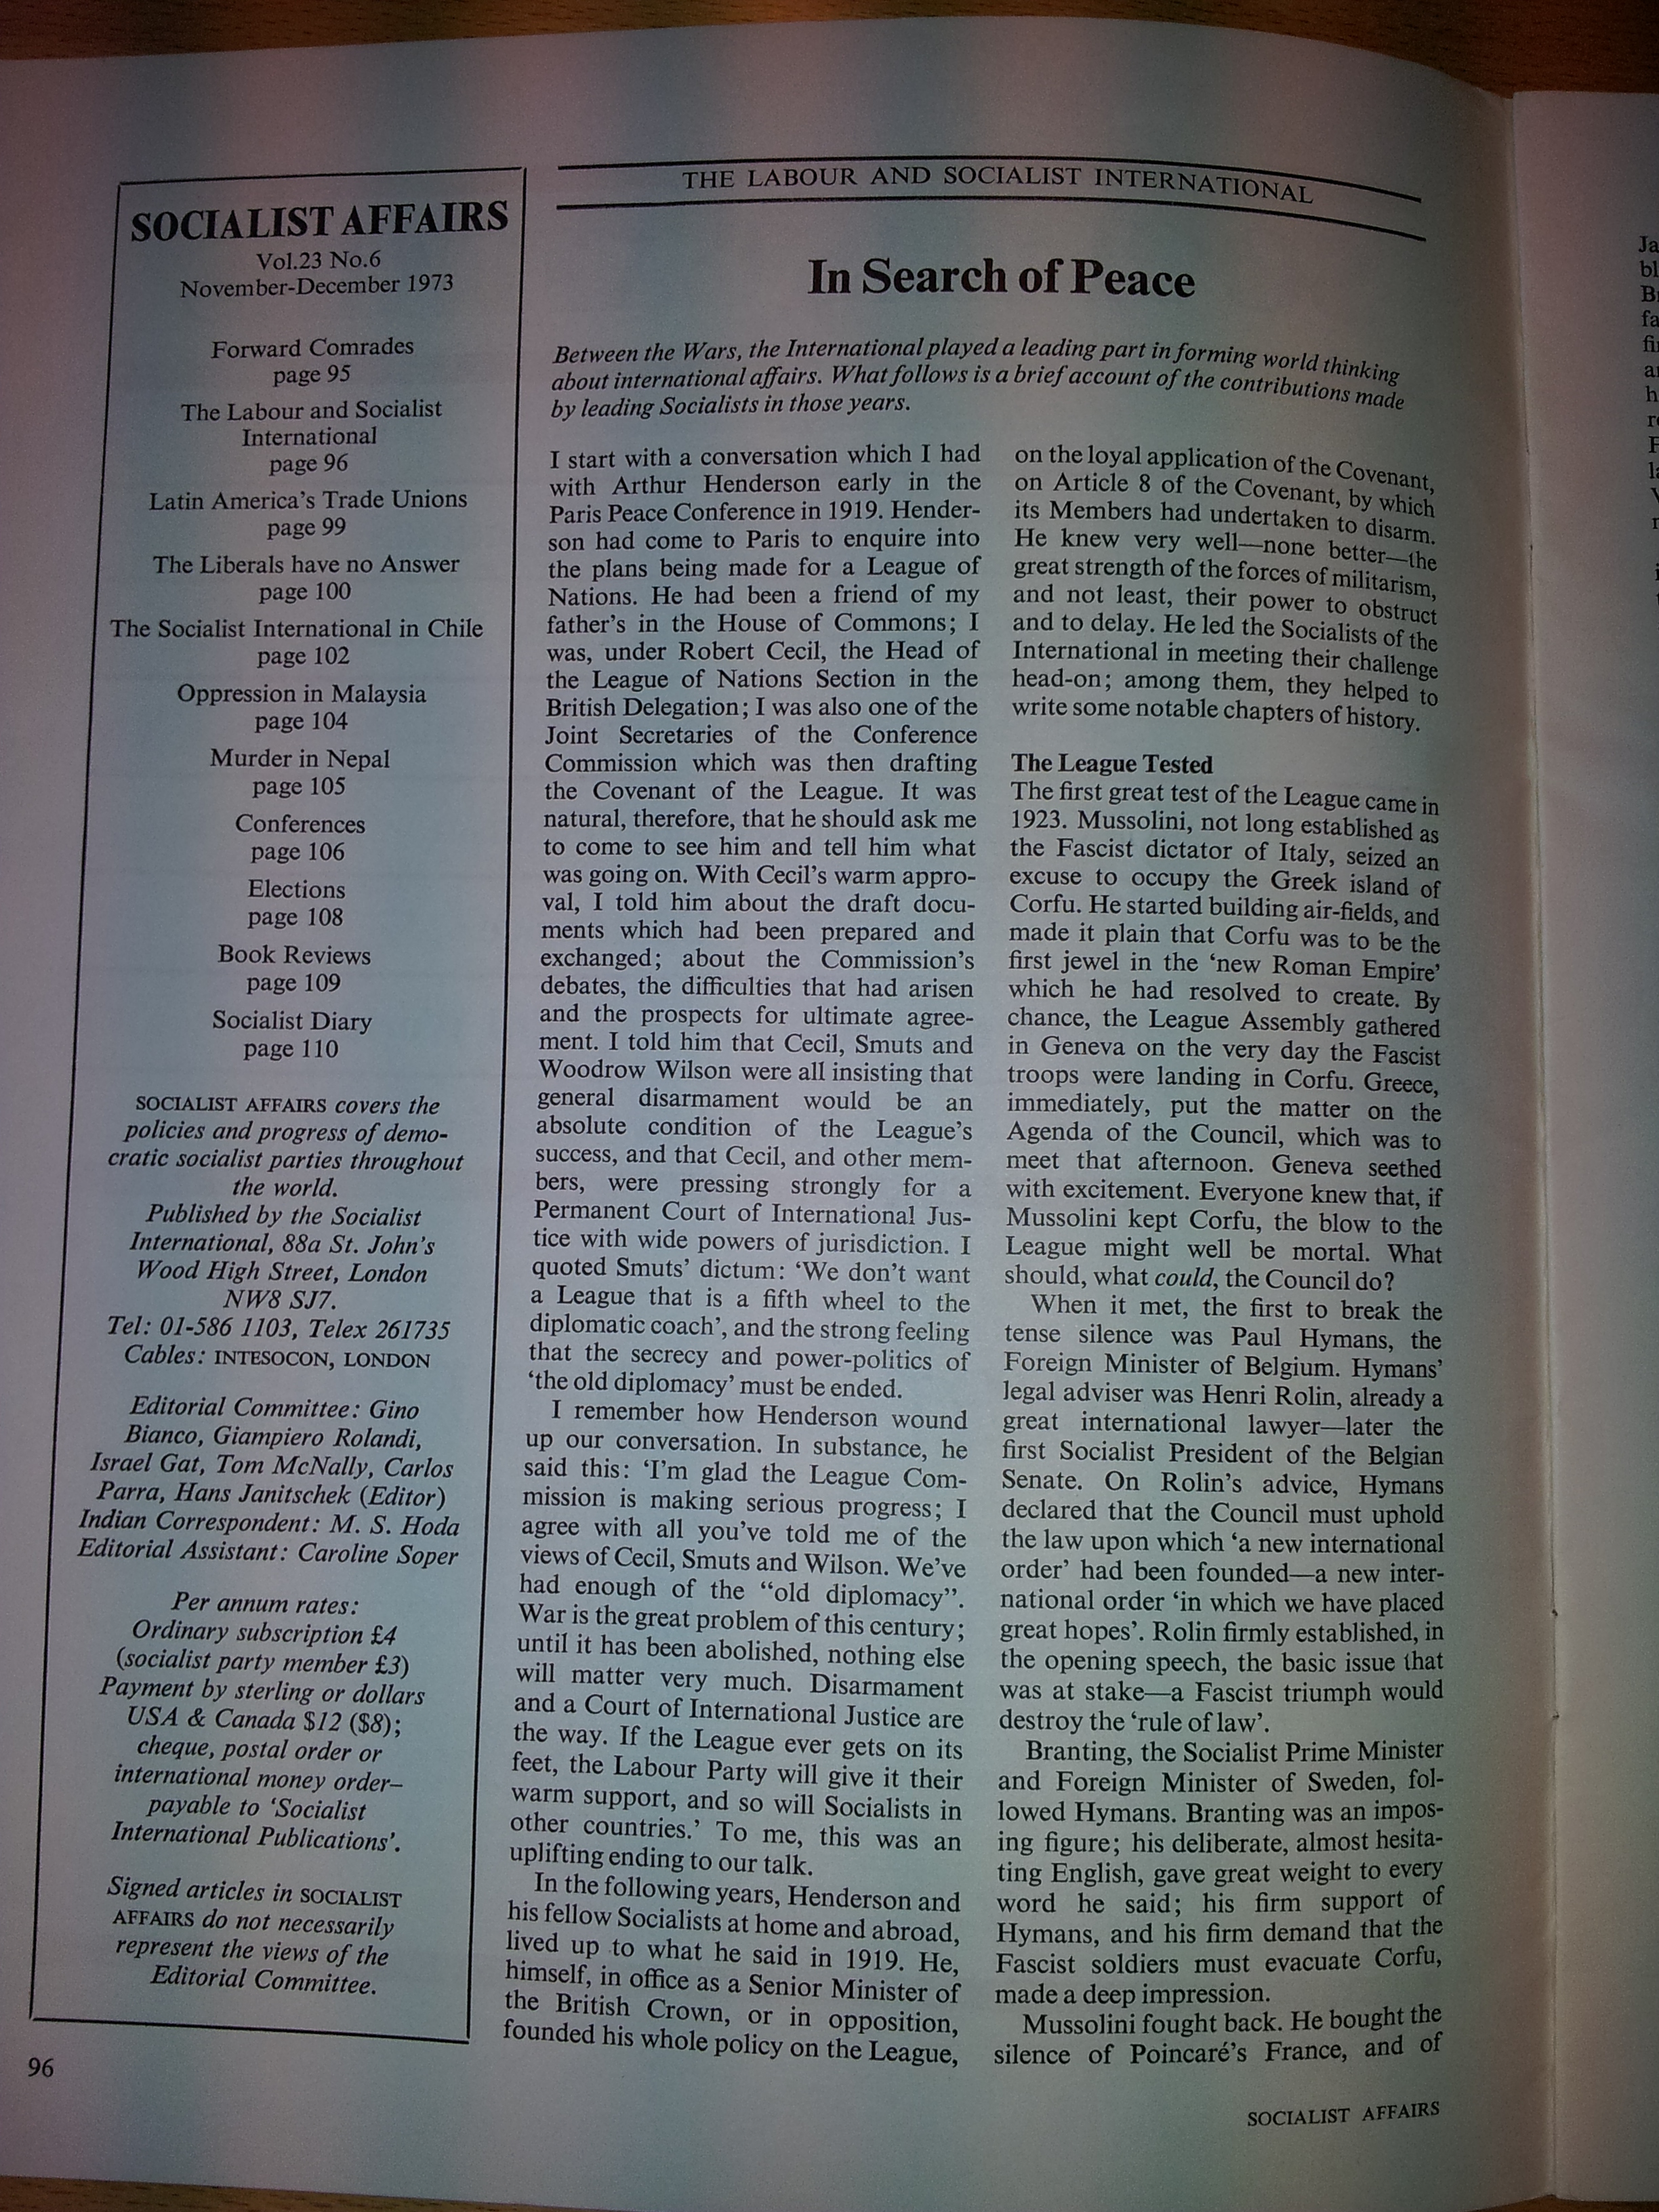 SOCIALIST AFFAIRS
Vol.23 No.6
November-December 1973
Forward Comrades
page 95
The Labour and Socialist
International
page 96
Latin America's Trade Unions
page 99
The Liberals have no Answer
page 100
The Socialist International in Chile
page 102
Oppression in Malaysia
page 104
Murder in Nepal
page 105
Conferences
page 106
Elections
page 108
Book Reviews
page 109
Socialist Diary
page 110
SOCIALIST AFFAIRS covers the
policies and progress of demo-
cratic socialist parties throughout
the world.
Published by the Socialist
International, 88a St. John's
Wood High Street, London
NW8 SJ7.
Tel: 01-586 1103, Telex 261735
Cables: INTESOCON, LONDON
Editorial Committee: Gino
Bianco, Giampiero Rolandi,
Israel Gat, Tom McNally, Carlos
Parra, Hans Janitschek (Editor)
Indian Correspondent: M. S. Hoda
Editorial Assistant: Caroline Soper
Per annum rates:
Ordinary subscription £4
(socialist party member £3)
Payment by sterling or dollars
USA & Canada $12 ($8);
cheque, postal order or
international money order–
payable to ‘Socialist
International Publications’.
Signed articles in SOCIALIST
AFFAIRS do not necessarily
represent the views of the
Editorial Committee.
96
THE LABOUR AND SOCIALIST INTERNATIONAL
In Search of Peace
Between the Wars, the International played a leading part in forming world thinking
about international affairs. What follows is a brief account of the contributions made
by leading Socialists in those years.
I start with a conversation which I had
with Arthur Henderson early in the
Paris Peace Conference in 1919. Hender-
son had come to Paris to enquire into
the plans being made for a League of
Nations. He had been a friend of my
father's in the House of Commons; I
was, under Robert Cecil, the Head of
the League of Nations Section in the
British Delegation; I was also one of the
Joint Secretaries of the Conference
Commission which was then drafting
the Covenant of the League. It was
natural, therefore, that he should ask me
to come to see him and tell him what
was going on. With Cecil's warm appro-
val, I told him about the draft docu-
ments which had been prepared and
exchanged; about the Commission's
debates, the difficulties that had arisen
and the prospects for ultimate agree-
ment. I told him that Cecil, Smuts and
Woodrow Wilson were all insisting that
general disarmament would be an
absolute condition of the League's
success, and that Cecil, and other mem-
bers, were pressing strongly for a
Permanent Court of International Jus-
tice with wide powers of jurisdiction. I
quoted Smuts' dictum: ‘We don't want
a League that is a fifth wheel to the
diplomatic coach’, and the strong feeling
that the secrecy and power-politics of
‘the old diplomacy’ must be ended.
I remember how Henderson wound
up our conversation. In substance, he
said this: ‘I'm glad the League Com-
mission is making serious progress; I
agree with all you've told me of the
views of Cecil, Smuts and Wilson. We've
had enough of the “old diplomacy”.
War is the great problem of this century;
until it has been abolished, nothing else
will matter very much. Disarmament
and a Court of International Justice are
the way. If the League ever gets on its
feet, the Labour Party will give it their
warm support, and so will Socialists in
other countries.’ To me, this was an
uplifting ending to our talk.
In the following years, Henderson and
his fellow Socialists at home and abroad,
lived up to what he said in 1919. He,
himself, in office as a Senior Minister of
the British Crown, or in opposition,
founded his whole policy on the League,
on the loyal application of the Covenant,
on Article 8 of the Covenant, by which
its Members had undertaken to disarm.
He knew very well—none better—the
great strength of the forces of militarism,
and not least, their power to obstruct
and to delay. He led the Socialists of the
International in meeting their challenge
head-on; among them, they helped to
write some notable chapters of history.
The League Tested
The first great test of the League came in
1923. Mussolini, not long established as
the Fascist dictator of Italy, seized an
excuse to occupy the Greek island of
Corfu. He started building air-fields, and
made it plain that Corfu was to be the
first jewel in the ‘new Roman Empire’
which he had resolved to create. By
chance, the League Assembly gathered
in Geneva on the very day the Fascist
troops were landing in Corfu. Greece,
immediately, put the matter on the
Agenda of the Council, which was to
meet that afternoon. Geneva seethed
with excitement. Everyone knew that, if
Mussolini kept Corfu, the blow to the
League might well be mortal. What
should, what could, the Council do?
When it met, the first to break the
tense silence was Paul Hymans, the
Foreign Minister of Belgium. Hymans'
legal adviser was Henri Rolin, already a
great international lawyer—later the
first Socialist President of the Belgian
Senate. On Rolin's advice, Hymans
declared that the Council must uphold
the law upon which ‘a new international
order’ had been founded—a new inter-
national order ‘in which we have placed
great hopes’. Rolin firmly established, in
the opening speech, the basic issue that
was at stake—a Fascist triumph would
destroy the ‘rule of law’.
Branting, the Socialist Prime Minister
and Foreign Minister of Sweden, fol-
lowed Hymans. Branting was an impos-
ing figure; his deliberate, almost hesita-
ting English, gave great weight to every
word he said; his firm support of
Hymans, and his firm demand that the
Fascist soldiers must evacuate Corfu,
made a deep impression.
Mussolini fought back. He bought the
silence of Poincaré's France, and of
SOCIALIST AFFAIRS